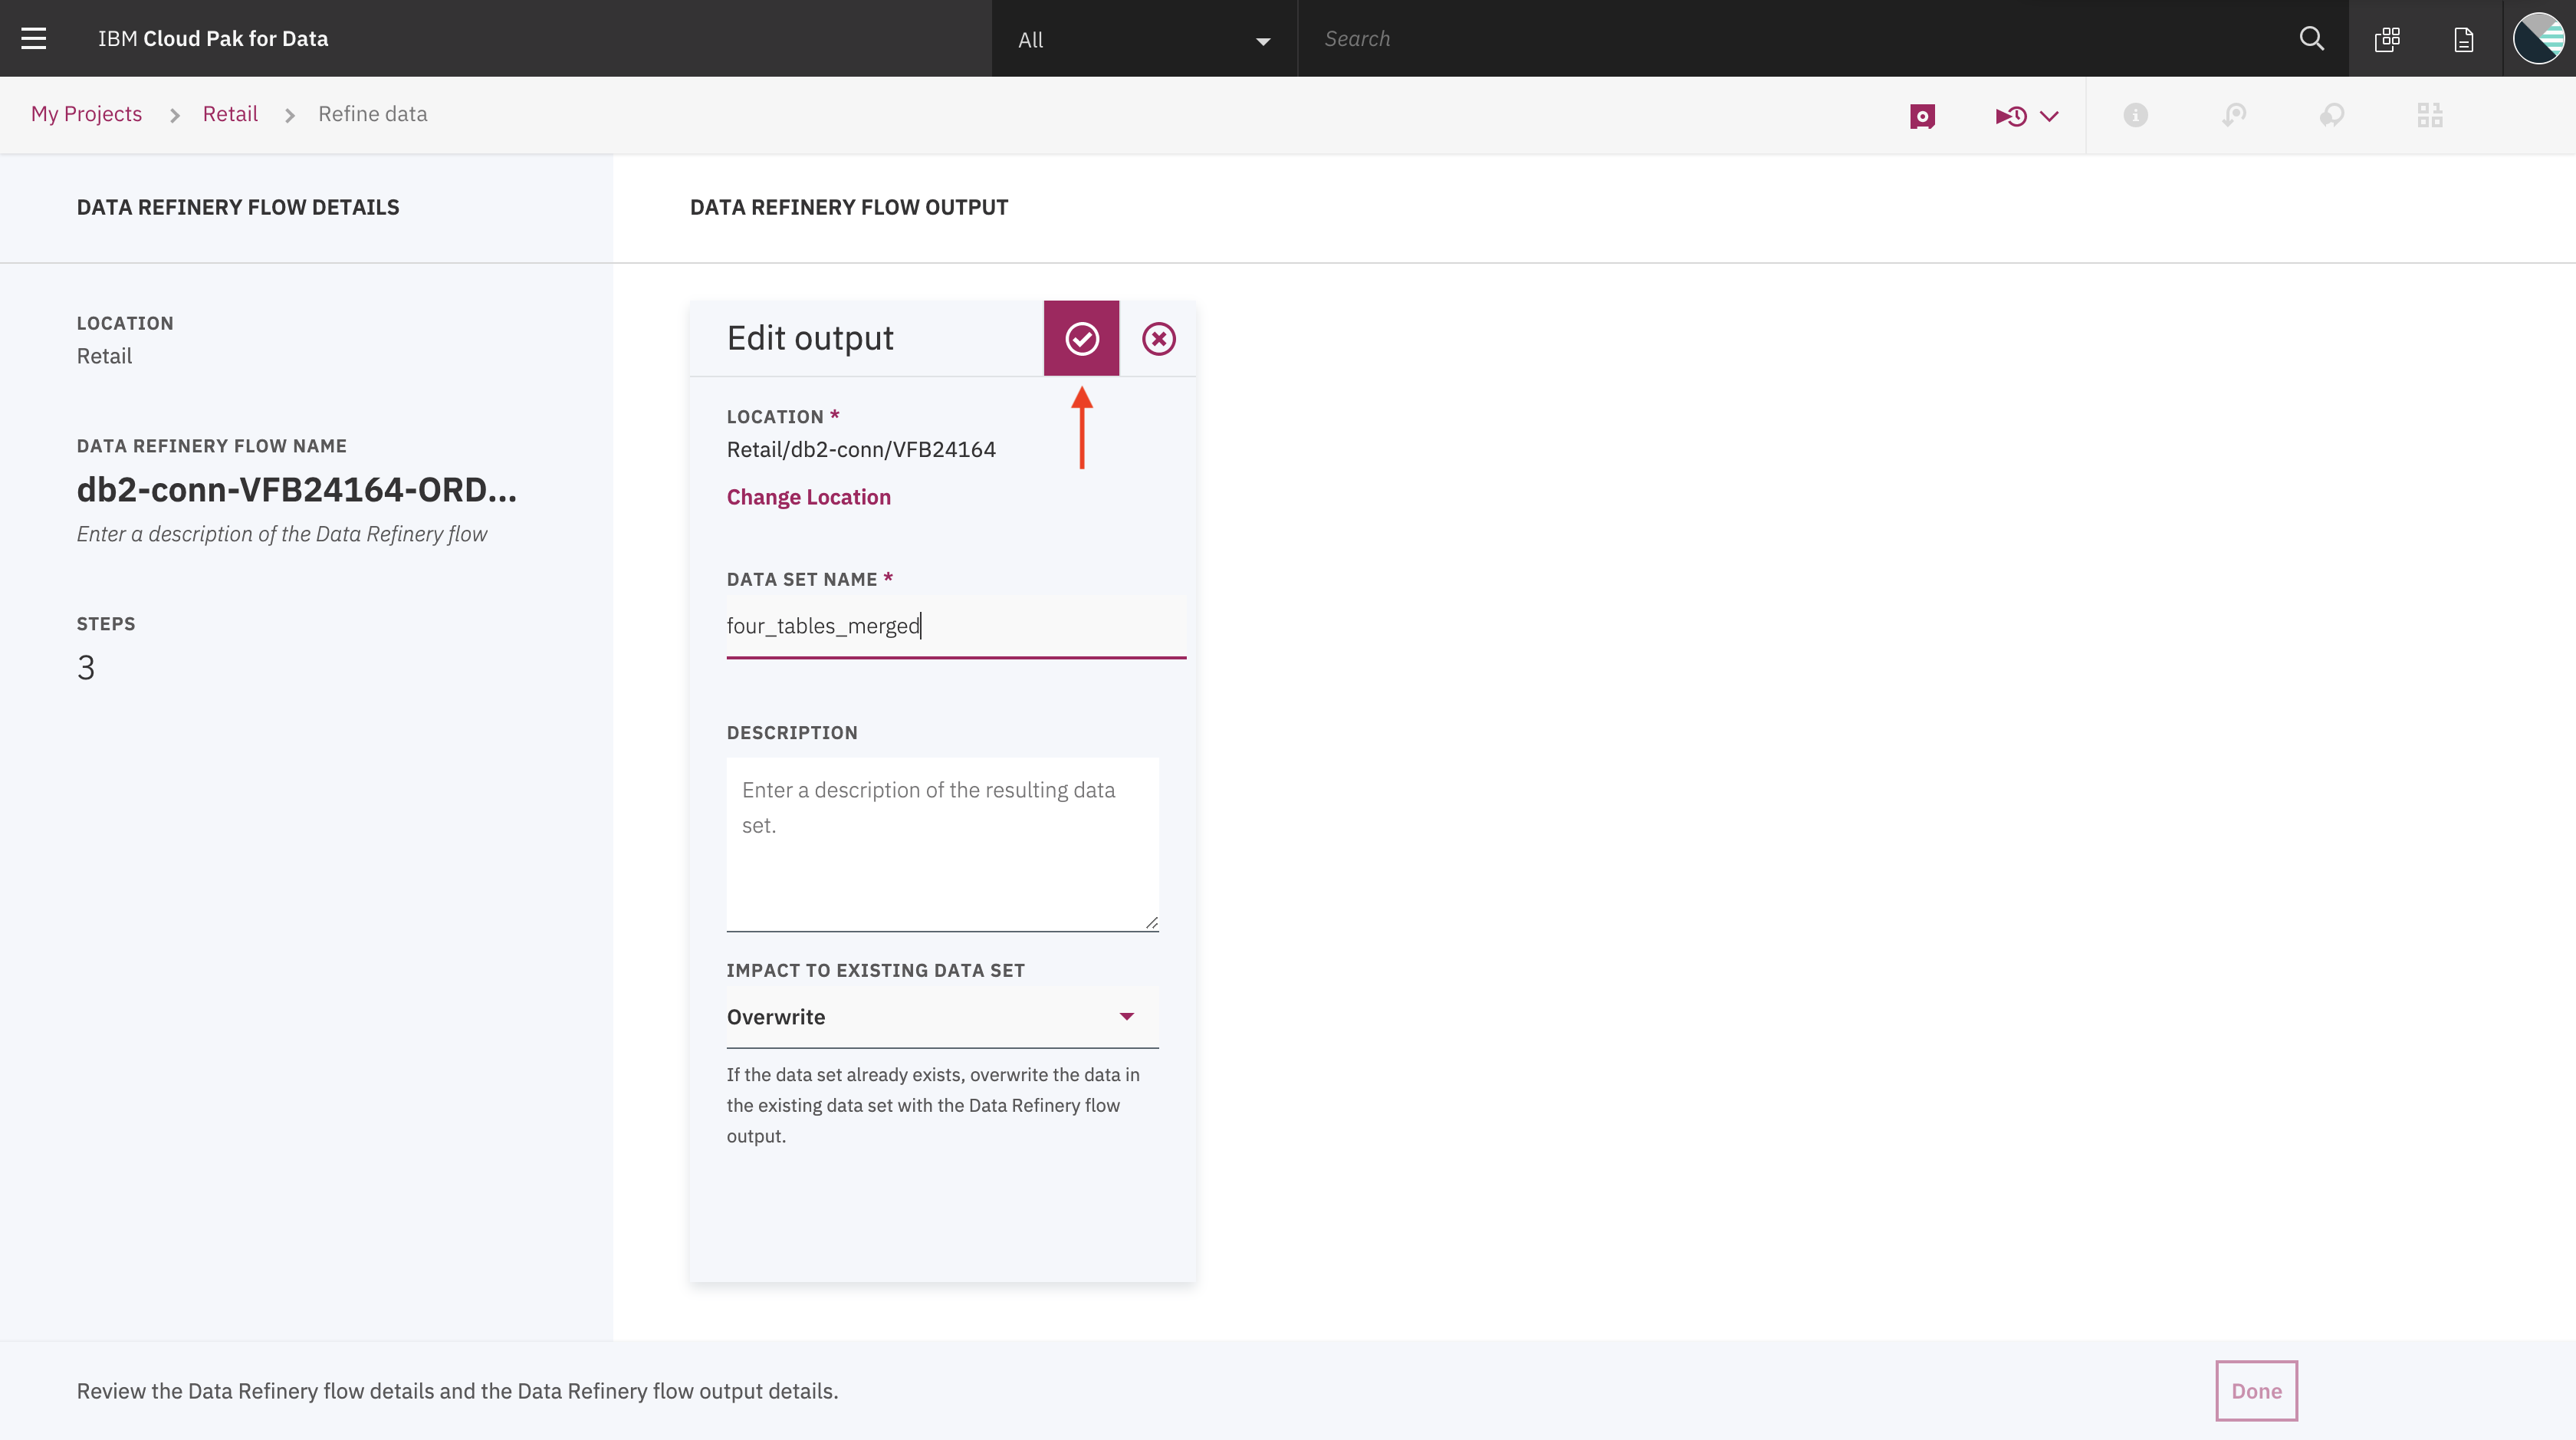 IBM Cloud Pak for Data
All
Search
My Projects
Retail
Refine data
DATA REFINERY FLOW DETAILS
DATA REFINERY FLOW OUTPUT
LOCATION
Retail
DATA REFINERY FLOW NAME
db2-conn-VFB24164-ORD...
Enter a description of the Data Refinery flow
STEPS
3
Edit output
LOCATION *
Retail/db2-conn/VFB24164
Change Location
DATA SET NAME *
four_tables_merged
DESCRIPTION
Enter a description of the resulting data
set.
IMPACT TO EXISTING DATA SET
Overwrite
If the data set already exists, overwrite the data in
the existing data set with the Data Refinery flow
output.
Review the Data Refinery flow details and the Data Refinery flow output details.
Done